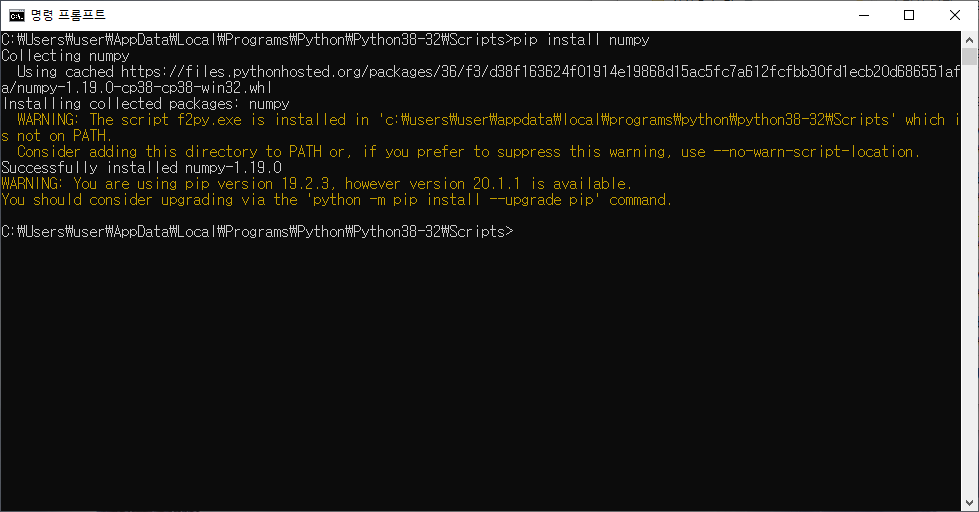 명령 프롬프트
C:₩Users₩user₩AppData₩Local₩Programs₩Python₩Python38-32₩Scripts>pip install numpy
Collecting numpy
  Using cached https://files.pythonhosted.org/packages/36/f3/d38f163624f01914e19868d15ac5fc7a612fcfbb30fd1ecb20d686551af
a/numpy-1.19.0-cp38-cp38-win32.whl
Installing collected packages: numpy
  WARNING: The script f2py.exe is installed in 'c:₩users₩user₩appdata₩local₩programs₩python₩python38-32₩Scripts' which i
s not on PATH.
  Consider adding this directory to PATH or, if you prefer to suppress this warning, use --no-warn-script-location.
Successfully installed numpy-1.19.0
WARNING: You are using pip version 19.2.3, however version 20.1.1 is available.
You should consider upgrading via the 'python -m pip install --upgrade pip' command.
C:₩Users₩user₩AppData₩Local₩Programs₩Python₩Python38-32₩Scripts>